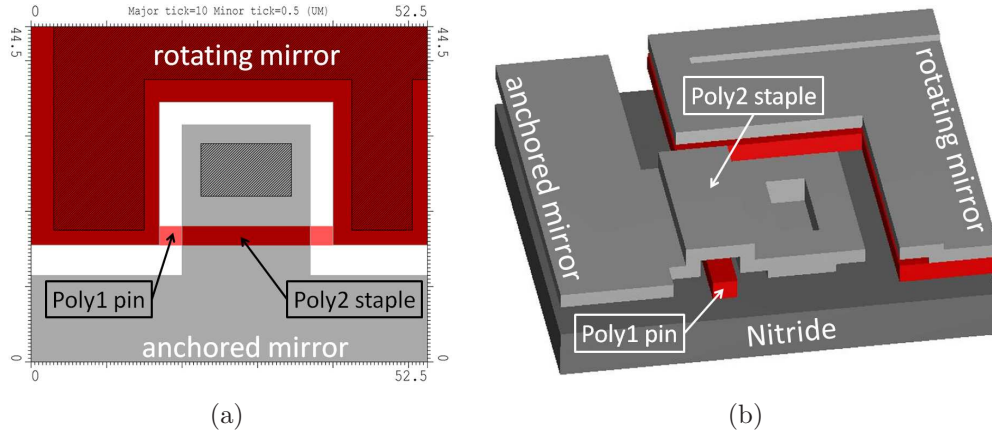 0
Major tick=10 Minor tick=0.5 (UM)
52.5
44.5
44.5
rotating mirror
Poly1 pin
Poly2 staple
anchored mirror
0
0
0
52.5
(a)
anchored mirror
Poly2 staple
rotating mirror
Poly1 pin
Nitride
(b)